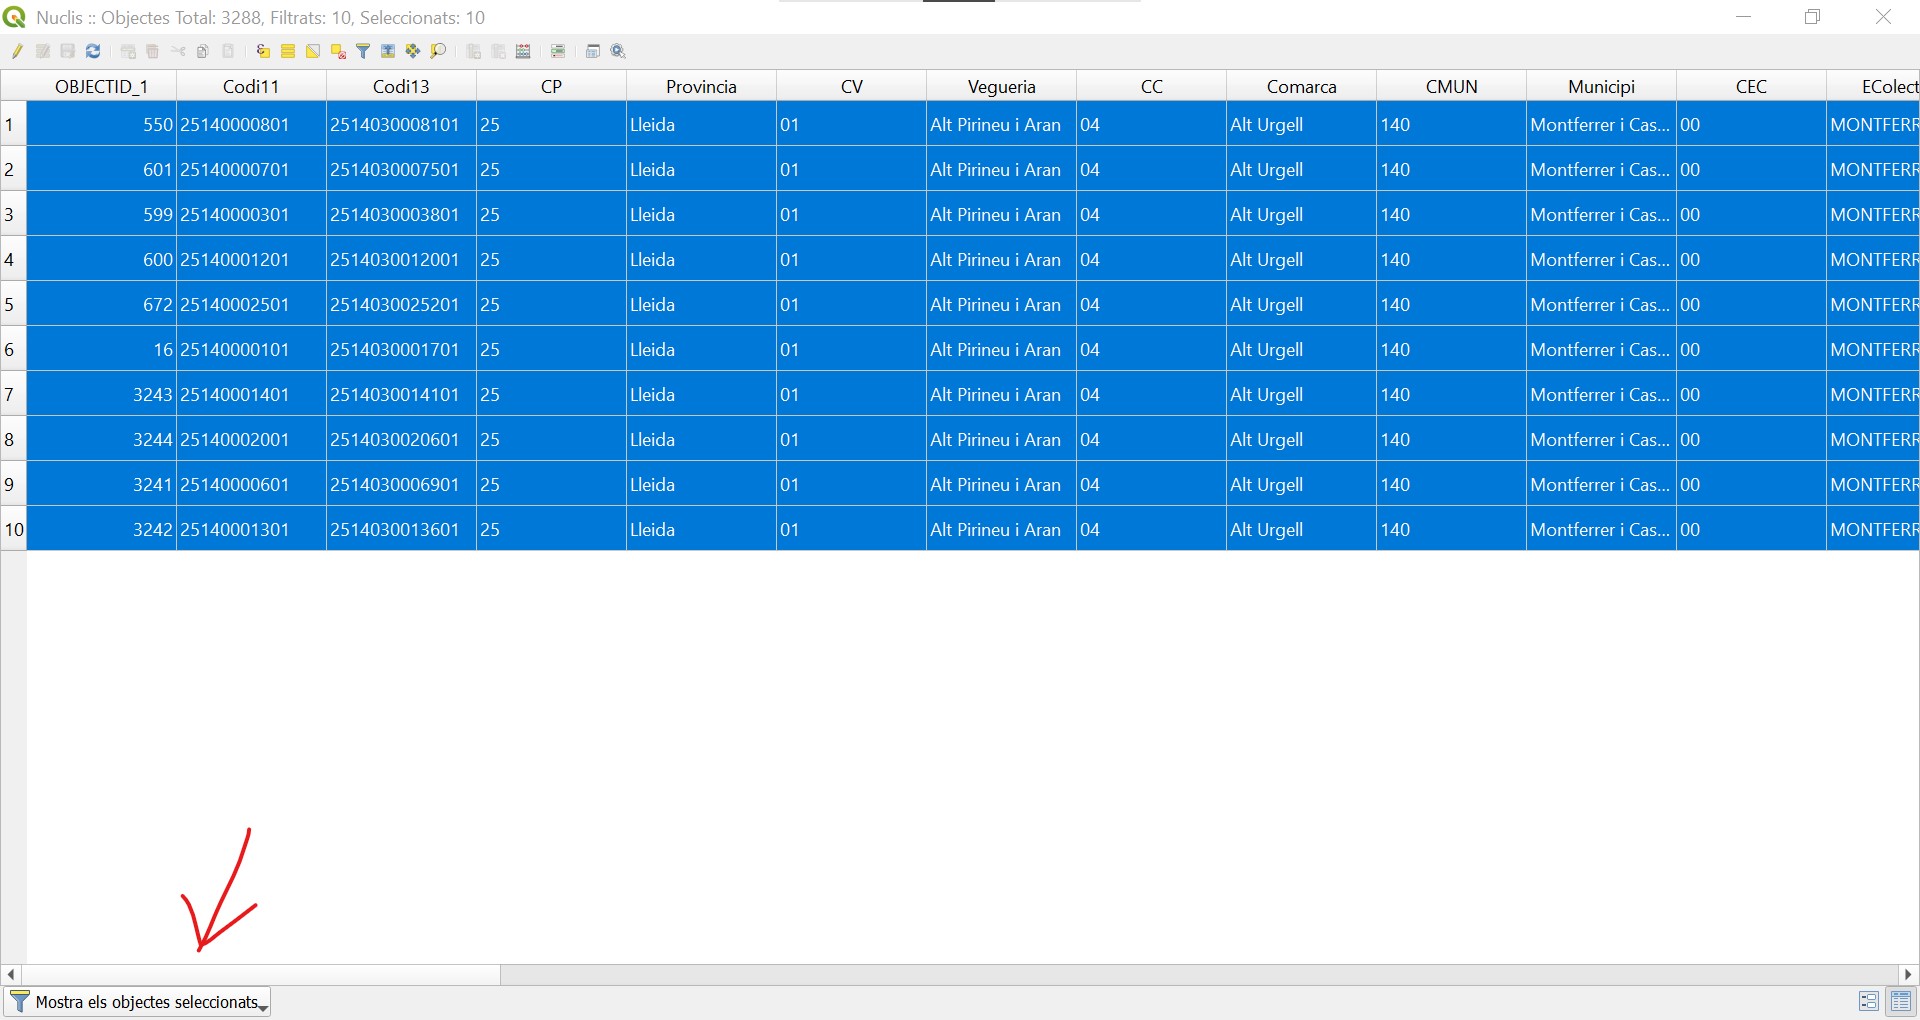 Nuclis :: Objectes Total: 3288, Filtrats: 10, Seleccionats: 10
OBJECTID_1 Codi11 Codi13 CP Provincia CV Vegueria CC Comarca CMUN Municipi CEC EColect
1 550 25140000801 2514030008101 25 Lleida 01 Alt Pirineu i Aran 04 Alt Urgell 140 Montferrer i Cas... 00 MONTFERR
2 601 25140000701 2514030007501 25 Lleida 01 Alt Pirineu i Aran 04 Alt Urgell 140 Montferrer i Cas... 00 MONTFERR
3 599 25140000301 2514030003801 25 Lleida 01 Alt Pirineu i Aran 04 Alt Urgell 140 Montferrer i Cas... 00 MONTFERR
4 600 25140001201 2514030012001 25 Lleida 01 Alt Pirineu i Aran 04 Alt Urgell 140 Montferrer i Cas... 00 MONTFERR
5 672 25140002501 2514030025201 25 Lleida 01 Alt Pirineu i Aran 04 Alt Urgell 140 Montferrer i Cas... 00 MONTFERR
6 16 25140000101 2514030001701 25 Lleida 01 Alt Pirineu i Aran 04 Alt Urgell 140 Montferrer i Cas... 00 MONTFERR
7 3243 25140001401 2514030014101 25 Lleida 01 Alt Pirineu i Aran 04 Alt Urgell 140 Montferrer i Cas... 00 MONTFERR
8 3244 25140002001 2514030020601 25 Lleida 01 Alt Pirineu i Aran 04 Alt Urgell 140 Montferrer i Cas... 00 MONTFERR
9 3241 25140000601 2514030006901 25 Lleida 01 Alt Pirineu i Aran 04 Alt Urgell 140 Montferrer i Cas... 00 MONTFERR
10 3242 25140001301 2514030013601 25 Lleida 01 Alt Pirineu i Aran 04 Alt Urgell 140 Montferrer i Cas... 00 MONTFERR
Mostra els objectes seleccionats